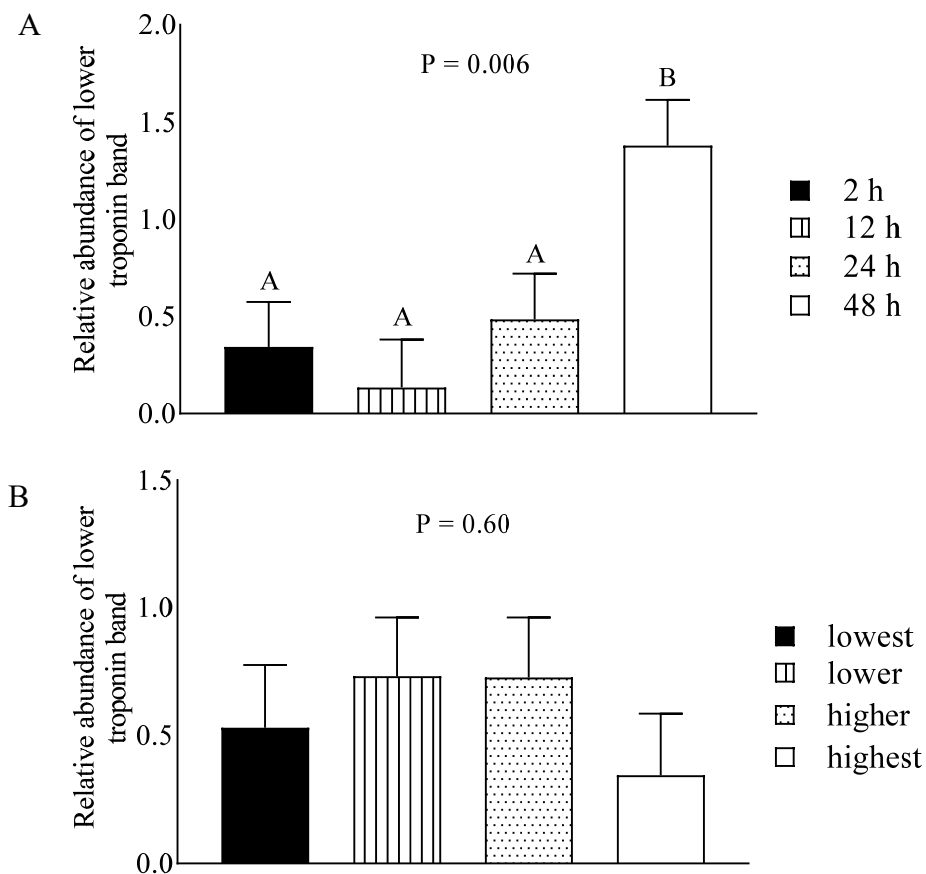 A
Relative abundance of lower
troponin band
2.0
1.5
1.0
0.5
0.0
P = 0.006
A
A
A
B
2 h
12 h
24 h
48 h
B
Relative abundance of lower
troponin band
1.5
1.0
0.5
0.0
P = 0.60
lowest
lower
higher
highest